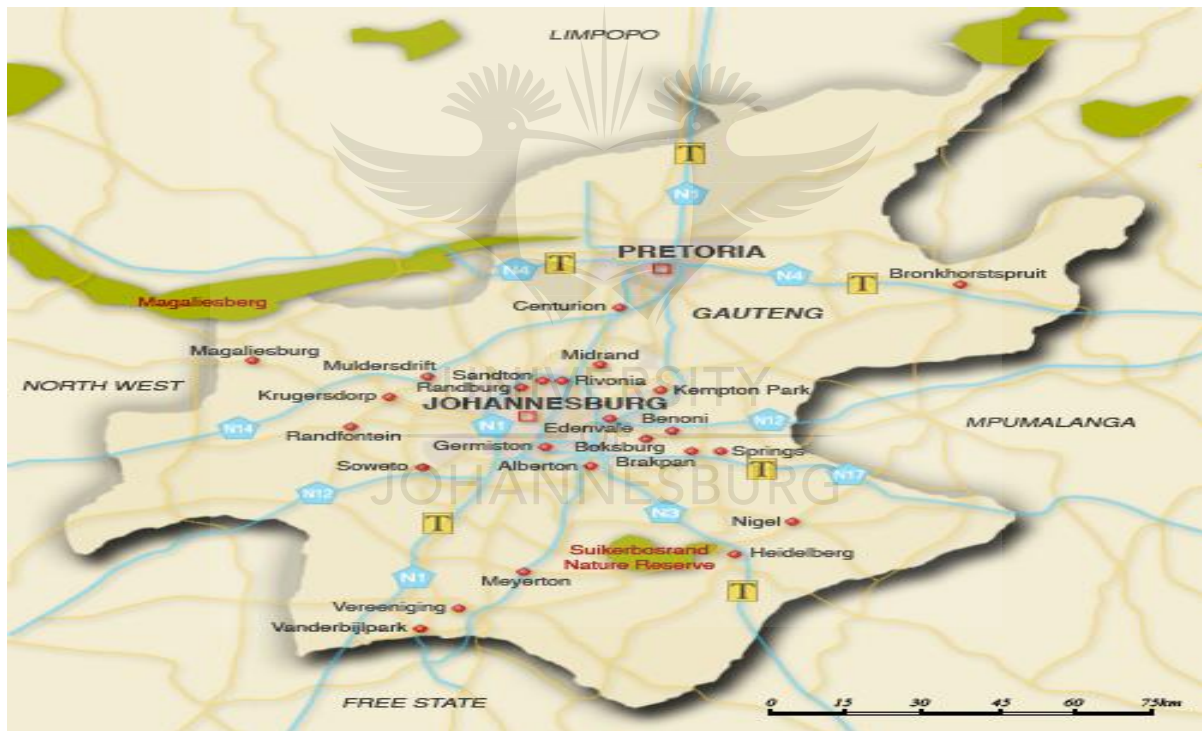 LIMPOPO
T
N1
PRETORIA
N4
T
N4
T
Bronkhorstspruit
Magaliesberg
Centurion
GAUTENG
Magaliesburg
Muldersdrift
Midrand
Sandton
Rivonia
NORTH WEST
Randburg
Kempton Park
UNIVERSITY
Krugersdorp
JOHANNESBURG
Benoni
N12
MPUMALANGA
N14
Randfontein
N1
Edenvale
Germiston
Boksburg
Springs
Soweto
Alberton
Brakpan
T
N17
N12
JOHANNESBURG
N3
T
Nigel
Suikerbosrand
Nature Reserve
Heidelberg
N1
Meyerton
T
Vereeniging
Vanderbijlpark
FREE STATE
0 15 30 45 60 75km